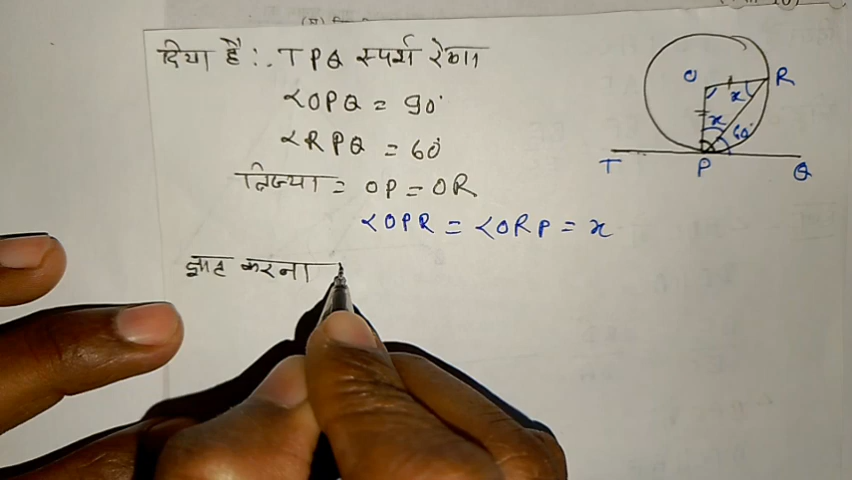 दिया है :. TPQ स्पर्श रेखा
∠OPQ = 90°
∠RPQ = 60
त्रिज्या = OP = OR
∠OPR = ∠ORP = x
ज्ञात करना
O R
x
x 60°
T P Q